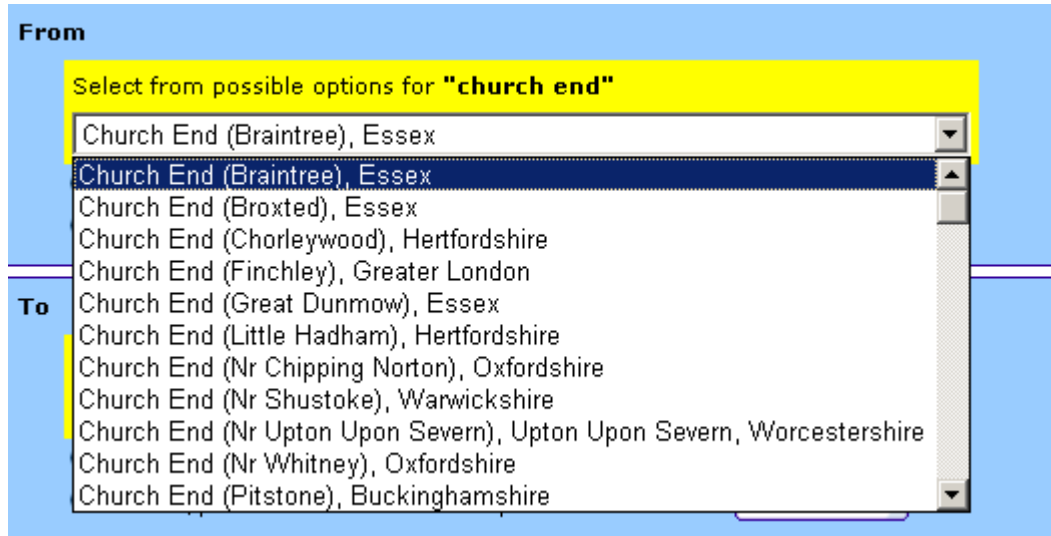 From
Select from possible options for "church end"
Church End (Braintree), Essex
Church End (Braintree), Essex
Church End (Broxted), Essex
Church End (Chorleywood), Hertfordshire
Church End (Finchley), Greater London
Church End (Great Dunmow), Essex
To
Church End (Little Hadham), Hertfordshire
Church End (Nr Chipping Norton), Oxfordshire
Church End (Nr Shustoke), Warwickshire
Church End (Nr Upton Upon Severn), Upton Upon Severn, Worcestershire
Church End (Nr Whitney), Oxfordshire
Church End (Pitstone), Buckinghamshire